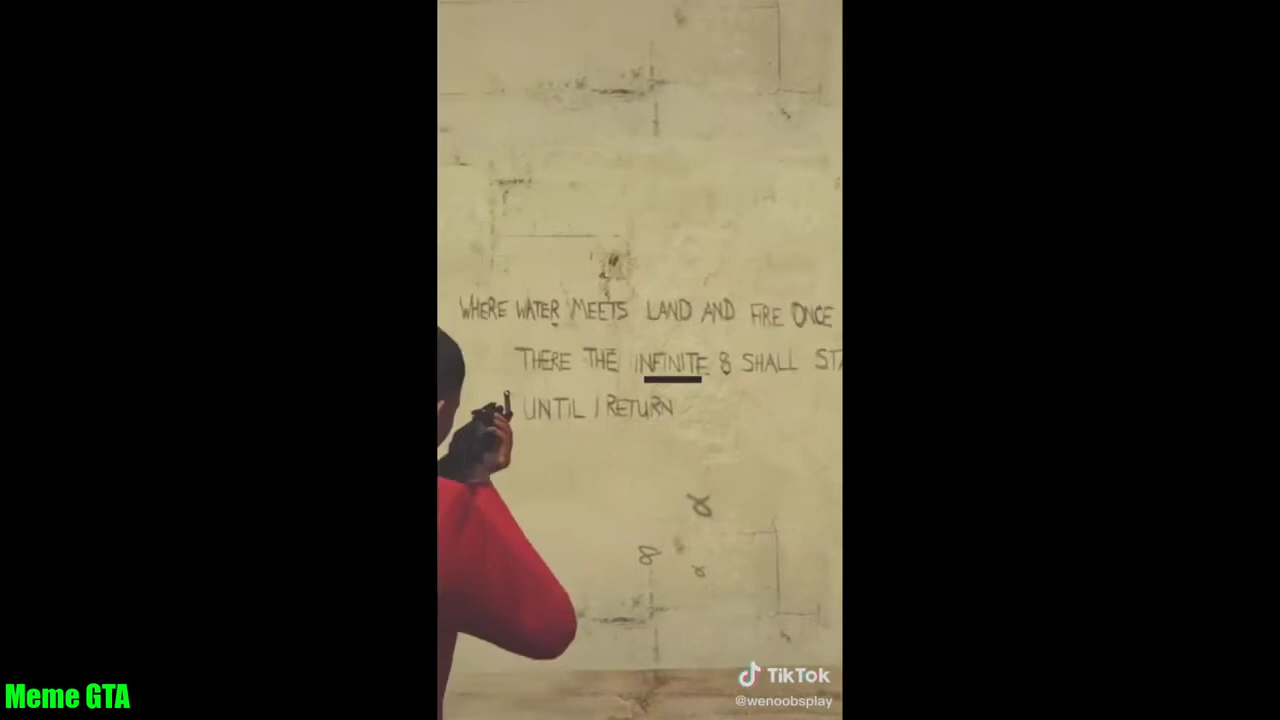 WHERE WATER MEETS LAND AND FIRE ONCE
THERE THE INFINITE 8 SHALL STA
UNTIL I RETURN
8
TikTok
@wenoobsplay
Meme GTA